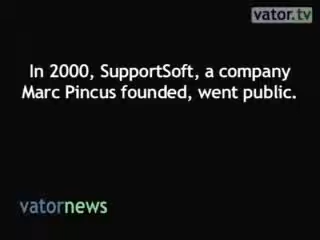 vator.tv
In 2000, SupportSoft, a company
Marc Pincus founded, went public.
vatornews